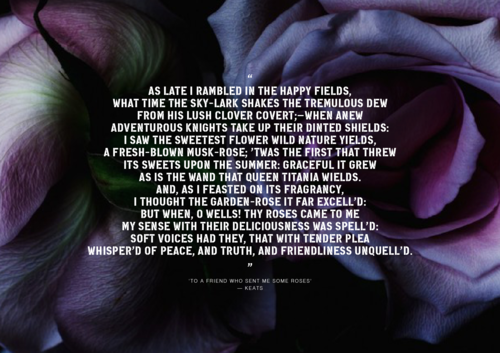 “
AS LATE I RAMBLED IN THE HAPPY FIELDS,
WHAT TIME THE SKY-LARK SHAKES THE TREMULOUS DEW
FROM HIS LUSH CLOVER COVERT;—WHEN ANEW
ADVENTUROUS KNIGHTS TAKE UP THEIR DINTED SHIELDS:
I SAW THE SWEETEST FLOWER WILD NATURE YIELDS,
A FRESH-BLOWN MUSK-ROSE; 'TWAS THE FIRST THAT THREW
ITS SWEETS UPON THE SUMMER: GRACEFUL IT GREW
AS IS THE WAND THAT QUEEN TITANIA WIELDS.
AND, AS I FEASTED ON ITS FRAGRANCY,
I THOUGHT THE GARDEN-ROSE IT FAR EXCELL'D:
BUT WHEN, O WELLS! THY ROSES CAME TO ME
MY SENSE WITH THEIR DELICIOUSNESS WAS SPELL'D:
SOFT VOICES HAD THEY, THAT WITH TENDER PLEA
WHISPER'D OF PEACE, AND TRUTH, AND FRIENDLINESS UNQUELL'D.
”
'TO A FRIEND WHO SENT ME SOME ROSES'
— KEATS